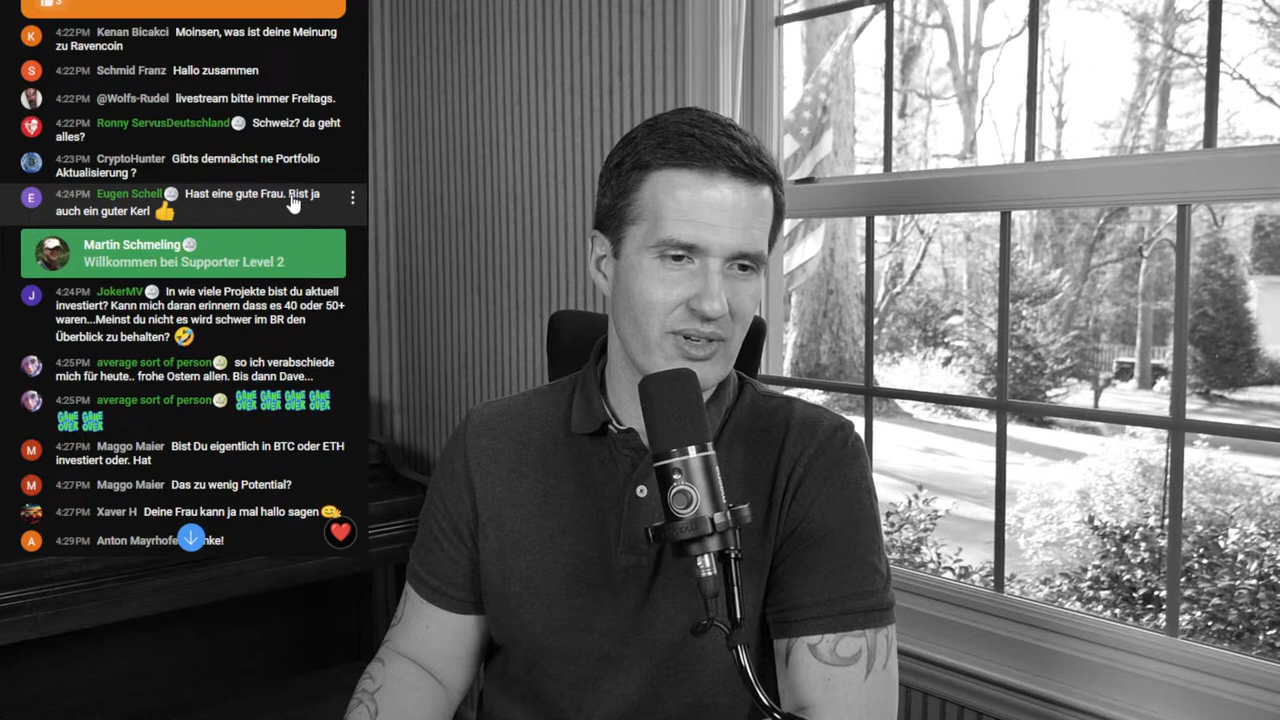 3
4:22PM Kenan Bicakci Moinsen, was ist deine Meinung
zu Ravencoin
4:22PM Schmid Franz Hallo zusammen
4:22PM @Wolfs-Rudel livestream bitte immer Freitags.
4:22PM Ronny ServusDeutschland Schweiz? da geht
alles?
4:23PM CryptoHunter Gibts demnächst ne Portfolio
Aktualisierung ?
4:24PM Eugen Schell Hast eine gute Frau. Bist ja
auch ein guter Kerl 👍
Martin Schmeling
Willkommen bei Supporter Level 2
4:24PM JokerMV In wie viele Projekte bist du aktuell
investiert? Kann mich daran erinnern dass es 40 oder 50+
waren...Meinst du nicht es wird schwer im BR den
Überblick zu behalten? 🤣
4:25PM average sort of person so ich verabschiede
mich für heute.. frohe Ostern allen. Bis dann Dave...
4:25PM average sort of person GAME OVER GAME OVER GAME OVER GAME OVER
GAME OVER GAME OVER
4:27PM Maggo Maier Bist Du eigentlich in BTC oder ETH
investiert oder. Hat
4:27PM Maggo Maier Das zu wenig Potential?
4:27PM Xaver H Deine Frau kann ja mal hallo sagen
4:29PM Anton